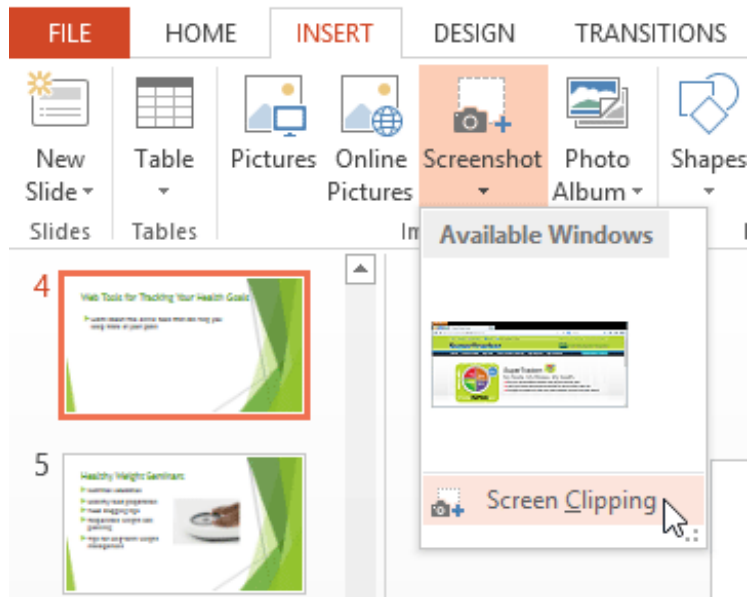 FILE HOME INSERT DESIGN TRANSITIONS
New Slide
Table
Pictures
Online Pictures
Screenshot
Photo Album
Shapes
Slides Tables
Available Windows
4
Web Tools for Tracking Your Health Goals
5
Healthy Weight Seminars
Screen Clipping